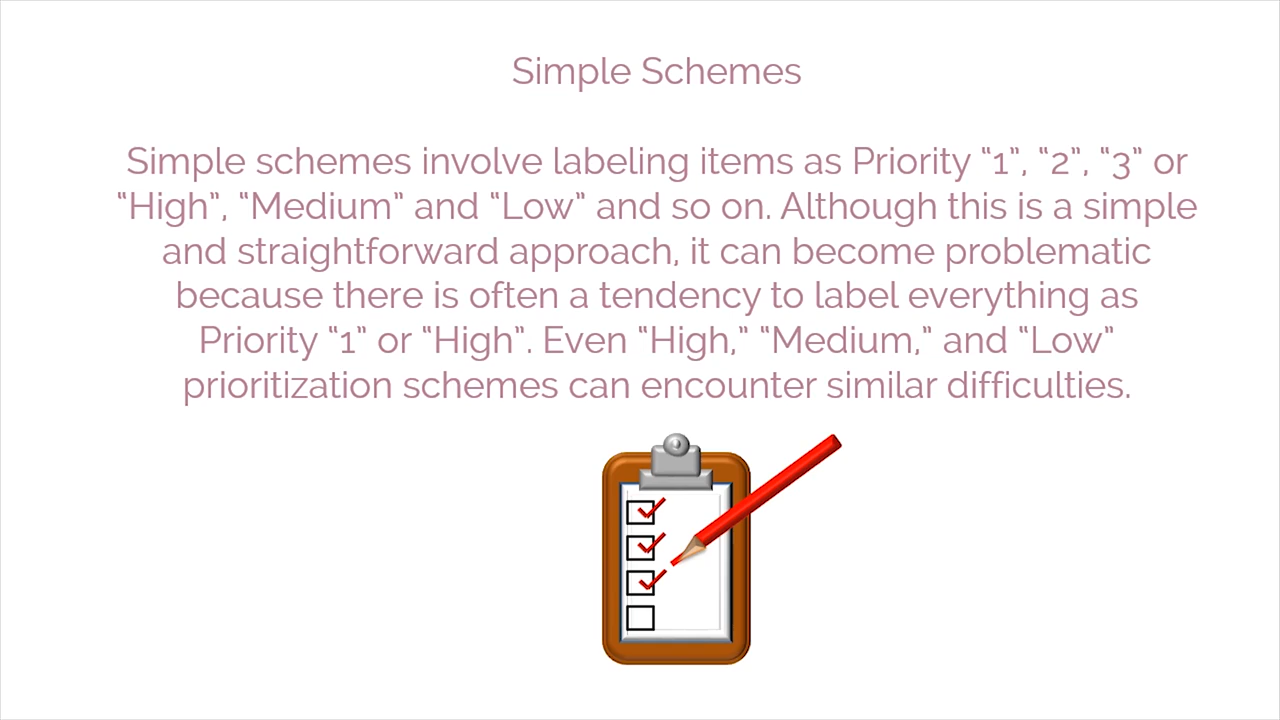 Simple Schemes
Simple schemes involve labeling items as Priority “1”, “2”, “3” or
“High”, “Medium” and “Low” and so on. Although this is a simple
and straightforward approach, it can become problematic
because there is often a tendency to label everything as
Priority “1” or “High”. Even “High,” “Medium,” and “Low”
prioritization schemes can encounter similar difficulties.